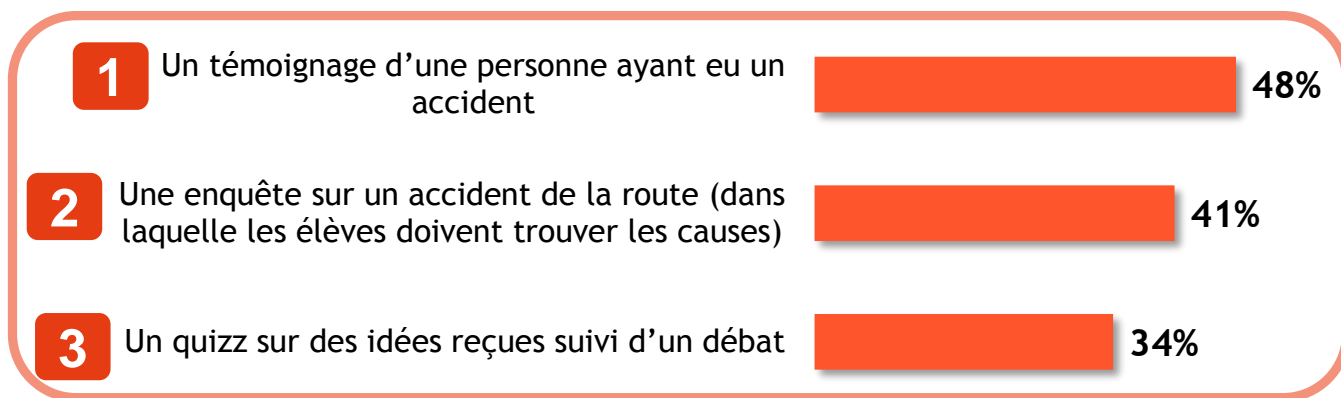 1
Un témoignage d’une personne ayant eu un
accident
48%
2
Une enquête sur un accident de la route (dans
laquelle les élèves doivent trouver les causes)
41%
3
Un quizz sur des idées reçues suivi d’un débat
34%